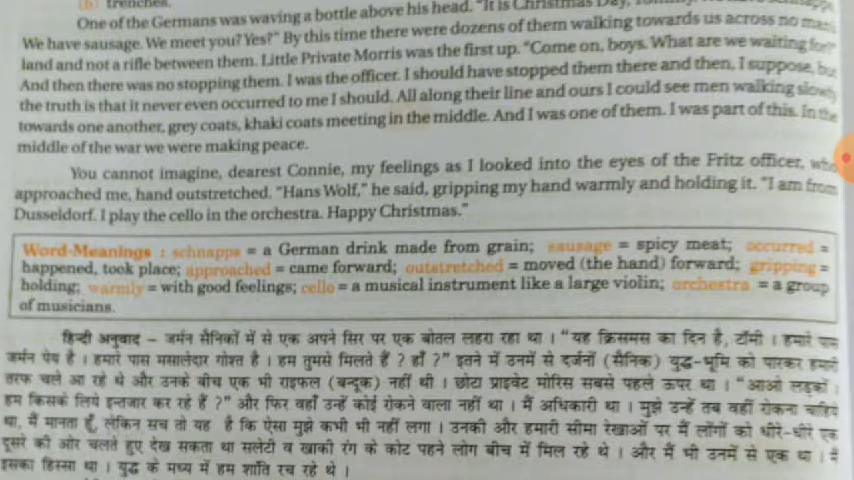 (b) trenches.
One of the Germans was waving a bottle above his head. "It is Christmas Day,
We have sausage. We meet you? Yes?" By this time there were dozens of them walking towards us across no man's
land and not a rifle between them. Little Private Morris was the first up. "Come on, boys. What are we waiting for?
And then there was no stopping them. I was the officer. I should have stopped them there and then, I suppose, but
the truth is that it never even occurred to me I should. All along their line and ours I could see men walking slowly
towards one another, grey coats, khaki coats meeting in the middle. And I was one of them. I was part of this. In the
middle of the war we were making peace.
You cannot imagine, dearest Connie, my feelings as I looked into the eyes of the Fritz officer, who
approached me, hand outstretched. "Hans Wolf," he said, gripping my hand warmly and holding it. "I am from
Dusseldorf. I play the cello in the orchestra. Happy Christmas."
Word-Meanings : schnapps = a German drink made from grain; sausage = spicy meat; occurred =
happened, took place; approached = came forward; outstretched = moved (the hand) forward; gripping =
holding; warmly = with good feelings; cello = a musical instrument like a large violin; orchestra = a group
of musicians.
हिन्दी अनुवाद – जर्मन सैनिकों में से एक अपने सिर पर एक बोतल लहरा रहा था। "यह क्रिसमस का दिन है, टॉमी। हमारे पास
जर्मन पेय है। हमारे पास मसालेदार गोश्त है। हम तुमसे मिलते हैं? हाँ?" इतने में उनमें से दर्जनों (सैनिक) युद्ध-भूमि को पारकर हमारी
तरफ चले आ रहे थे और उनके बीच एक भी राइफल (बन्दूक) नहीं थी। छोटा प्राइवेट मोरिस सबसे पहले ऊपर था। "आओ लड़कों।
हम किसके लिये इन्तजार कर रहे हैं?" और फिर वहाँ उन्हें कोई रोकने वाला नहीं था। मैं अधिकारी था। मुझे उन्हें तब वहीं रोकना चाहिये
था, मैं मानता हूँ, लेकिन सच तो यह है कि ऐसा मुझे कभी भी नहीं लगा। उनकी और हमारी सीमा रेखाओं पर मैं लोंगों को धीरे-धीरे एक
दूसरे की ओर चलते हुए देख सकता था सलेटी व खाकी रंग के कोट पहने लोग बीच में मिल रहे थे। और मैं भी उनमें से एक था। मैं
इसका हिस्सा था। युद्ध के मध्य में हम शांति रच रहे थे।